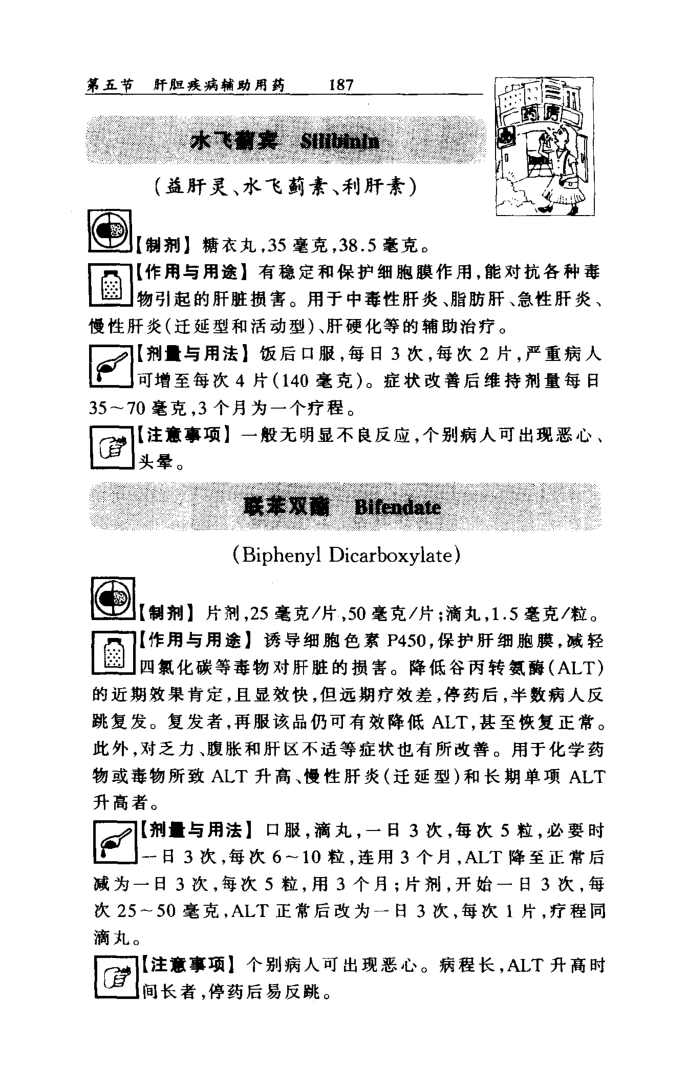 第五节 肝胆疾病辅助用药 187
药房
水飞蓟宾 Silibinin
(益肝灵、水飞蓟素、利肝素)
【制剂】糖衣丸,35 毫克,38.5 毫克。
【作用与用途】有稳定和保护细胞膜作用,能对抗各种毒
物引起的肝脏损害。用于中毒性肝炎、脂肪肝、急性肝炎、
慢性肝炎(迁延型和活动型)、肝硬化等的辅助治疗。
【剂量与用法】饭后口服,每日 3 次,每次 2 片,严重病人
可增至每次 4 片(140 毫克)。症状改善后维持剂量每日
35~70 毫克,3 个月为一个疗程。
【注意事项】一般无明显不良反应,个别病人可出现恶心、
头晕。
联苯双酯 Bifendate
(Biphenyl Dicarboxylate)
【制剂】片剂,25 毫克/片,50 毫克/片;滴丸,1.5 毫克/粒。
【作用与用途】诱导细胞色素 P450,保护肝细胞膜,减轻
四氯化碳等毒物对肝脏的损害。降低谷丙转氨酶(ALT)
的近期效果肯定,且显效快,但远期疗效差,停药后,半数病人反
跳复发。复发者,再服该品仍可有效降低 ALT,甚至恢复正常。
此外,对乏力、腹胀和肝区不适等症状也有所改善。用于化学药
物或毒物所致 ALT 升高、慢性肝炎(迁延型)和长期单项 ALT
升高者。
【剂量与用法】口服,滴丸,一日 3 次,每次 5 粒,必要时
一日 3 次,每次 6~10 粒,连用 3 个月,ALT 降至正常后
减为一日 3 次,每次 5 粒,用 3 个月;片剂,开始一日 3 次,每
次 25~50 毫克,ALT 正常后改为一日 3 次,每次 1 片,疗程同
滴丸。
【注意事项】个别病人可出现恶心。病程长,ALT 升高时
间长者,停药后易反跳。